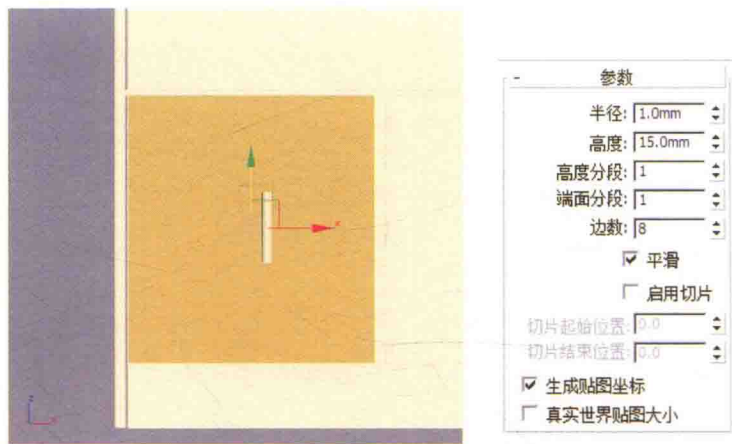 - 参数
半径: 1.0mm
高度: 15.0mm
高度分段: 1
端面分段: 1
边数: 8
平滑
启用切片
切片起始位置: 0.0
切片结束位置: 0.0
生成贴图坐标
真实世界贴图大小
x
z